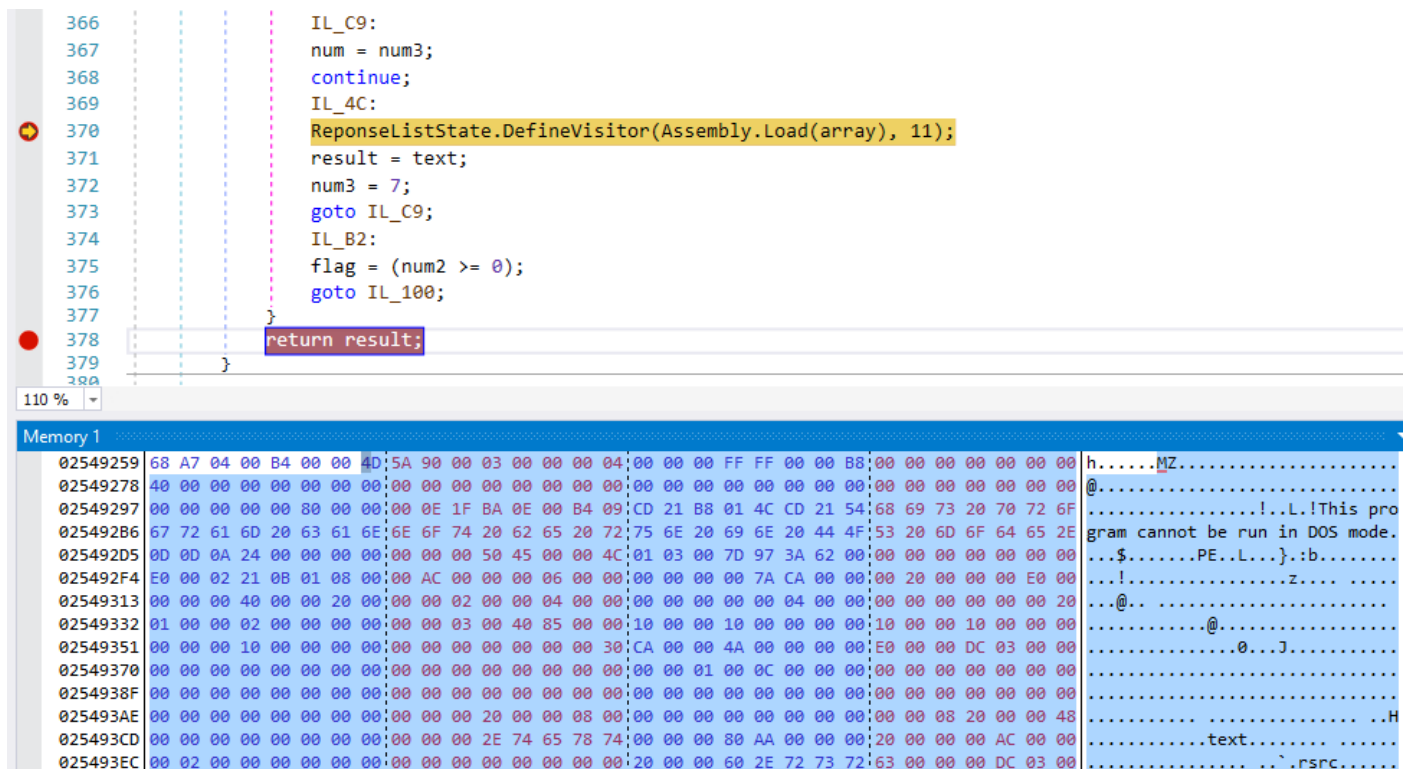 366 IL_C9:
367 num = num3;
368 continue;
369 IL_4C:
370 ReponseListState.DefineVisitor(Assembly.Load(array), 11);
371 result = text;
372 num3 = 7;
373 goto IL_C9;
374 IL_B2:
375 flag = (num2 >= 0);
376 goto IL_100;
377 }
378 return result;
379 }
380
110 %
Memory 1
02549259 68 A7 04 00 B4 00 00 4D 5A 90 00 03 00 00 00 04 00 00 00 FF FF 00 00 B8 00 00 00 00 00 00 00 h......MZ......................
02549278 40 00 00 00 00 00 00 00 00 00 00 00 00 00 00 00 00 00 00 00 00 00 00 00 00 00 00 00 00 00 00 @..............................
02549297 00 00 00 00 00 80 00 00 00 0E 1F BA 0E 00 B4 09 CD 21 B8 01 4C CD 21 54 68 69 73 20 70 72 6F .................!..L.!This pro
025492B6 67 72 61 6D 20 63 61 6E 6E 6F 74 20 62 65 20 72 75 6E 20 69 6E 20 44 4F 53 20 6D 6F 64 65 2E gram cannot be run in DOS mode.
025492D5 0D 0D 0A 24 00 00 00 00 00 00 00 50 45 00 00 4C 01 03 00 7D 97 3A 62 00 00 00 00 00 00 00 00 ...$.......PE..L...}.:b........
025492F4 E0 00 02 21 0B 01 08 00 00 AC 00 00 00 06 00 00 00 00 00 00 7A CA 00 00 00 20 00 00 00 E0 00 ...!................z.... .....
02549313 00 00 00 40 00 00 20 00 00 00 02 00 00 04 00 00 00 00 00 00 00 04 00 00 00 00 00 00 00 00 20 ...@.. .......................
02549332 01 00 00 02 00 00 00 00 00 00 03 00 40 85 00 00 10 00 00 10 00 00 00 00 10 00 00 10 00 00 00 ............@..................
02549351 00 00 00 10 00 00 00 00 00 00 00 00 00 00 00 30 CA 00 00 4A 00 00 00 00 E0 00 00 DC 03 00 00 ...............0...J...........
02549370 00 00 00 00 00 00 00 00 00 00 00 00 00 00 00 00 00 00 01 00 0C 00 00 00 00 00 00 00 00 00 00 ...............................
0254938F 00 00 00 00 00 00 00 00 00 00 00 00 00 00 00 00 00 00 00 00 00 00 00 00 00 00 00 00 00 00 00 ...............................
025493AE 00 00 00 00 00 00 00 00 00 00 00 20 00 00 08 00 00 00 00 00 00 00 00 00 00 00 08 20 00 00 48 ........... ............... ..H
025493CD 00 00 00 00 00 00 00 00 00 00 00 2E 74 65 78 74 00 00 00 80 AA 00 00 00 20 00 00 00 AC 00 00 ............text........ ......
025493EC 00 02 00 00 00 00 00 00 00 00 00 00 00 00 00 00 20 00 00 60 2E 72 73 72 63 00 00 00 DC 03 00 ................ ..`.rsrc......